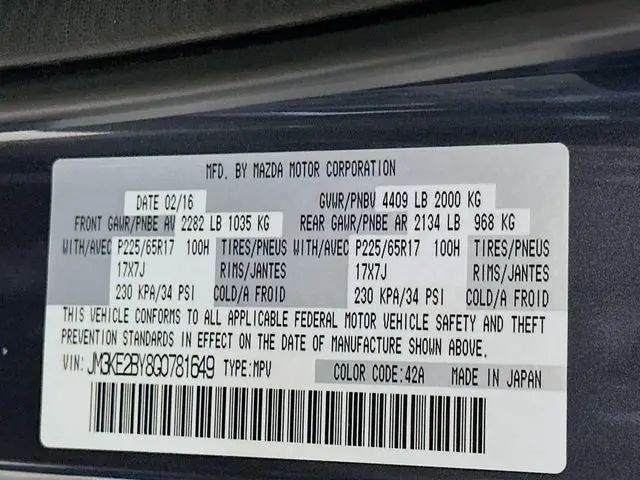 MFD. BY MAZDA MOTOR CORPORATION
DATE 02/16 GVWR/PNBV 4409 LB 2000 KG
FRONT GAWR/PNBE AV 2282 LB 1035 KG REAR GAWR/PNBE AR 2134 LB 968 KG
WITH/AVEC P225/65R17 100H TIRES/PNEUS WITH/AVEC P225/65R17 100H TIRES/PNEUS
17X7J RIMS/JANTES 17X7J RIMS/JANTES
230 KPA/34 PSI COLD/A FROID 230 KPA/34 PSI COLD/A FROID
THIS VEHICLE CONFORMS TO ALL APPLICABLE FEDERAL MOTOR VEHICLE SAFETY AND THEFT
PREVENTION STANDARDS IN EFFECT ON THE DATE OF MANUFACTURE SHOWN ABOVE.
VIN: JM3KE2BY8G0781649 TYPE:MPV COLOR CODE:42A MADE IN JAPAN